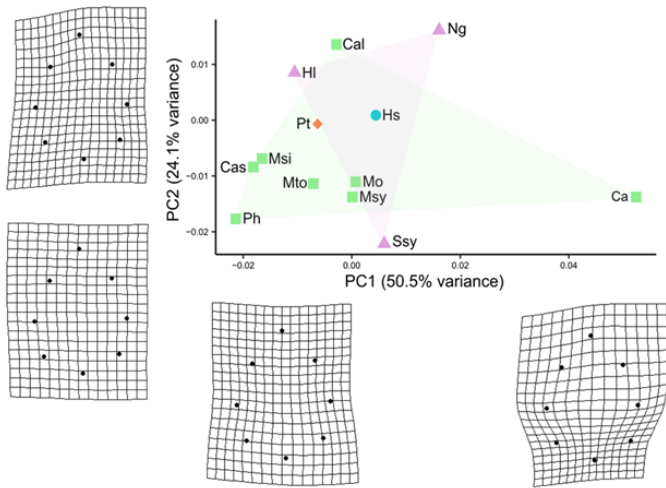 Ng
Cal
0.01
Hl
Hs
0.00
Pt
PC2 (24.1% variance)
Msi
Cas
−0.01
Mto
Mo
Msy
Ca
Ph
−0.02
Ssy
−0.02
0.00
0.02
0.04
PC1 (50.5% variance)